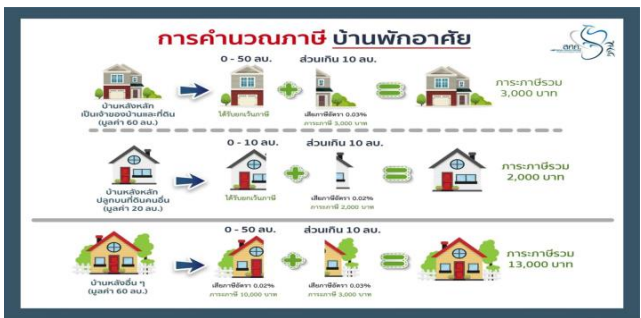 การคำนวณภาษี บ้านพักอาศัย
สกค.
0 - 50 ลบ. ส่วนเกิน 10 ลบ.
บ้านหลังหลัก
เป็นเจ้าของบ้านและที่ดิน
(มูลค่า 60 ลบ.)
ได้รับยกเว้นภาษี
เสียภาษีอัตรา 0.03%
ภาระภาษี 3,000 บาท
ภาระภาษีรวม
3,000 บาท
0 - 10 ลบ. ส่วนเกิน 10 ลบ.
บ้านหลังหลัก
ปลูกบนที่ดินคนอื่น
(มูลค่า 20 ลบ.)
ได้รับยกเว้นภาษี
เสียภาษีอัตรา 0.02%
ภาระภาษี 2,000 บาท
ภาระภาษีรวม
2,000 บาท
0 - 50 ลบ. ส่วนเกิน 10 ลบ.
บ้านหลังอื่น ๆ
(มูลค่า 60 ลบ.)
เสียภาษีอัตรา 0.02%
ภาระภาษี 10,000 บาท
เสียภาษีอัตรา 0.03%
ภาระภาษี 3,000 บาท
ภาระภาษีรวม
13,000 บาท